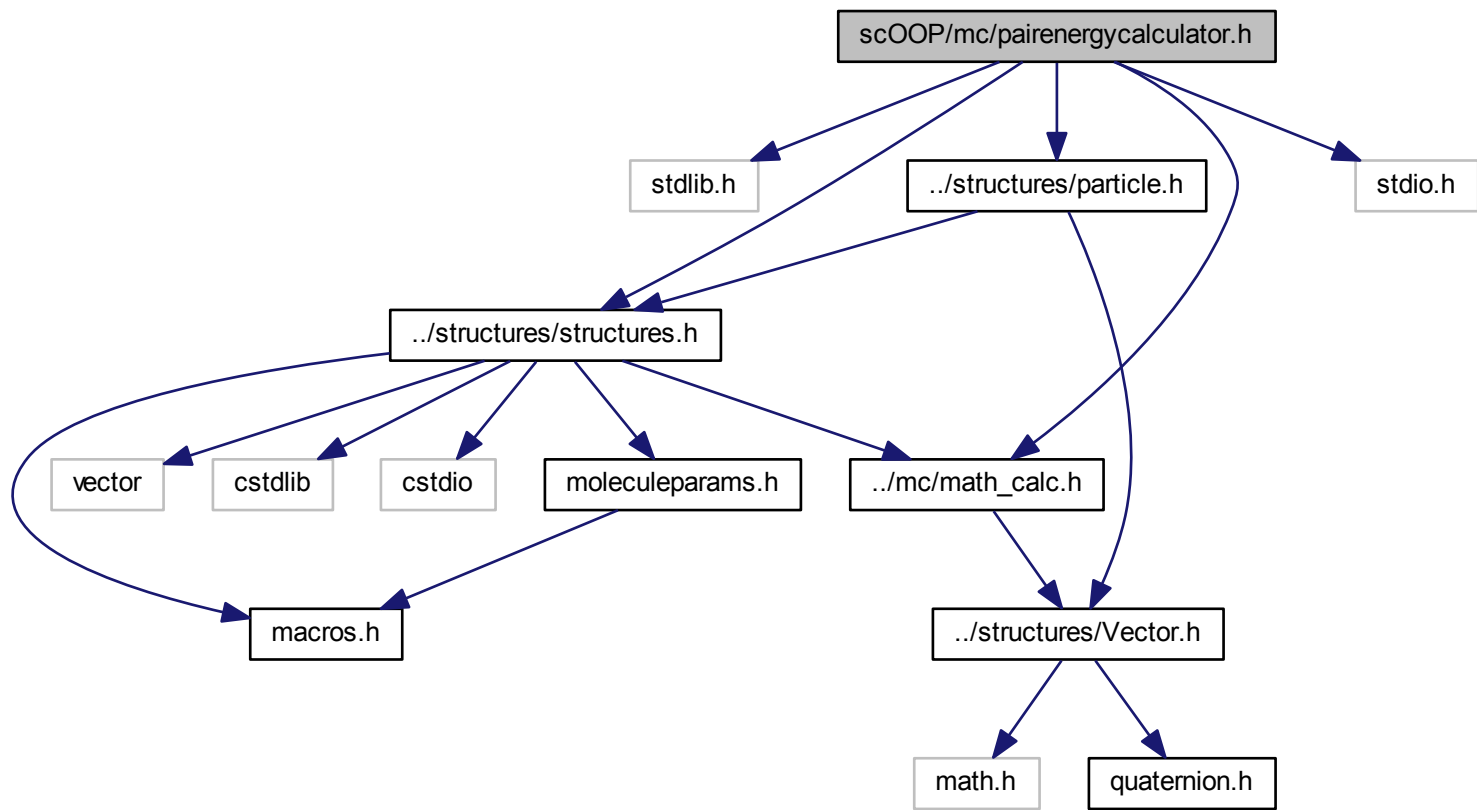 scOOP/mc/pairenergycalculator.h
stdlib.h
../structures/particle.h
stdio.h
../structures/structures.h
vector
cstdlib
cstdio
moleculeparams.h
../mc/math_calc.h
macros.h
../structures/Vector.h
math.h
quaternion.h